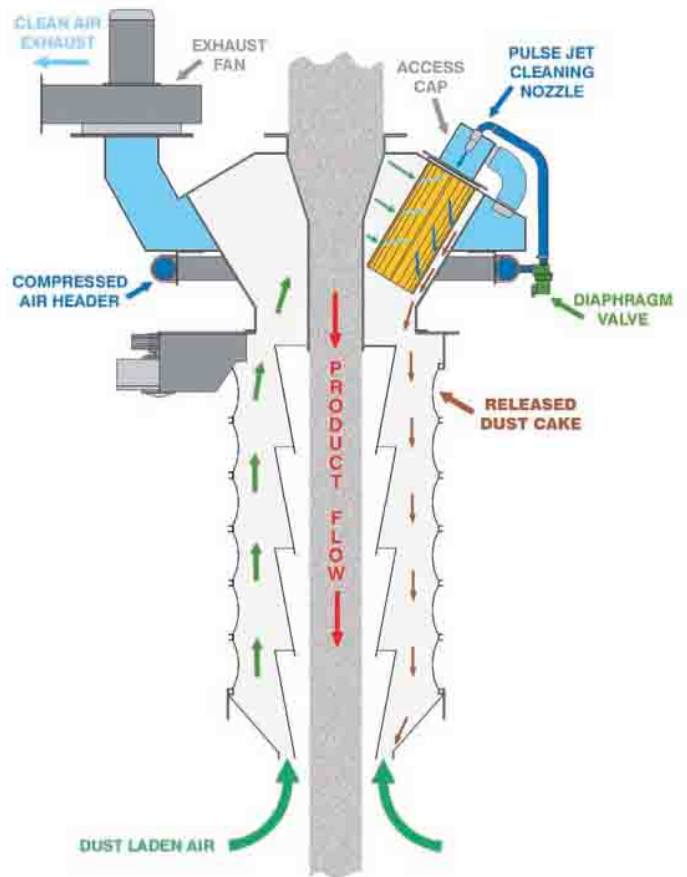 CLEAN AIR
EXHAUST
EXHAUST
FAN
ACCESS
CAP
PULSE JET
CLEANING
NOZZLE
COMPRESSED
AIR HEADER
DIAPHRAGM
VALVE
RELEASED
DUST CAKE
PRODUCT FLOW
DUST LADEN AIR